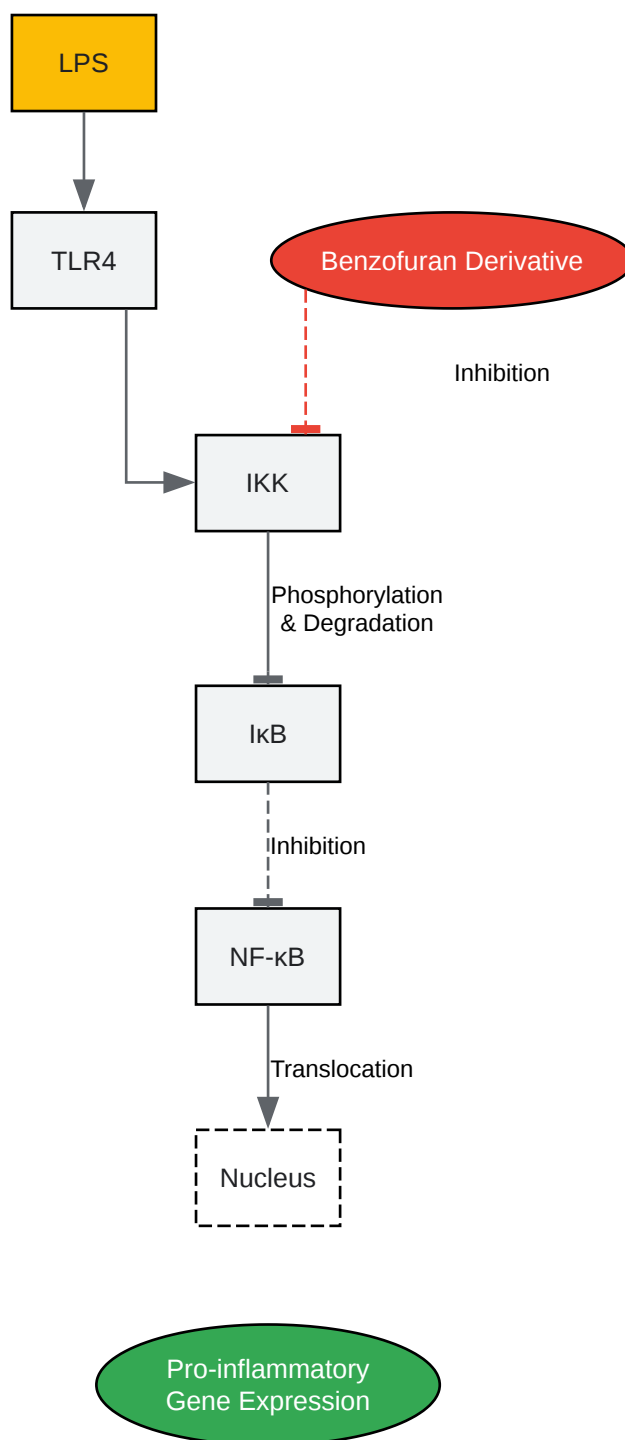 LPS
TLR4
Benzofuran Derivative
Inhibition
IKK
Phosphorylation
& Degradation
IκB
Inhibition
NF-κB
Translocation
Nucleus
Pro-inflammatory
Gene Expression